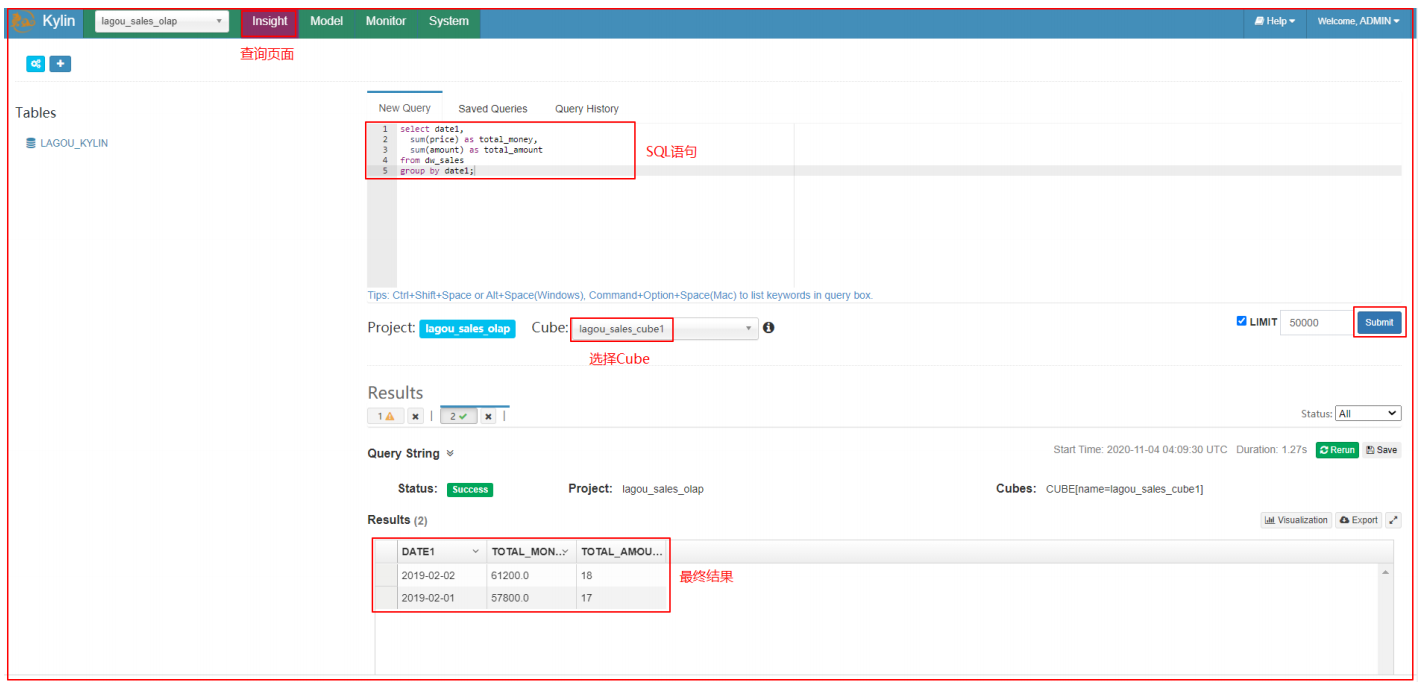 Kylin lagou_sales_olap Insight Model Monitor System Help Welcome, ADMIN
查询页面
Tables
LAGOU_KYLIN
New Query Saved Queries Query History
1 select date1,
2 sum(price) as total_money,
3 sum(amount) as total_amount
4 from dw_sales
5 group by date1;
SQL语句
Tips: Ctrl+Shift+Space or Alt+Space(Windows), Command+Option+Space(Mac) to list keywords in query box.
Project: lagou_sales_olap Cube: lagou_sales_cube1 LIMIT 50000 Submit
选择Cube
Results
1 | 2 |
Status: All
Query String Start Time: 2020-11-04 04:09:30 UTC Duration: 1.27s Rerun Save
Status: Success Project: lagou_sales_olap Cubes: CUBE[name=lagou_sales_cube1]
Results (2) Visualization Export
DATE1 TOTAL_MON... TOTAL_AMOU...
2019-02-02 61200.0 18
2019-02-01 57800.0 17
最终结果